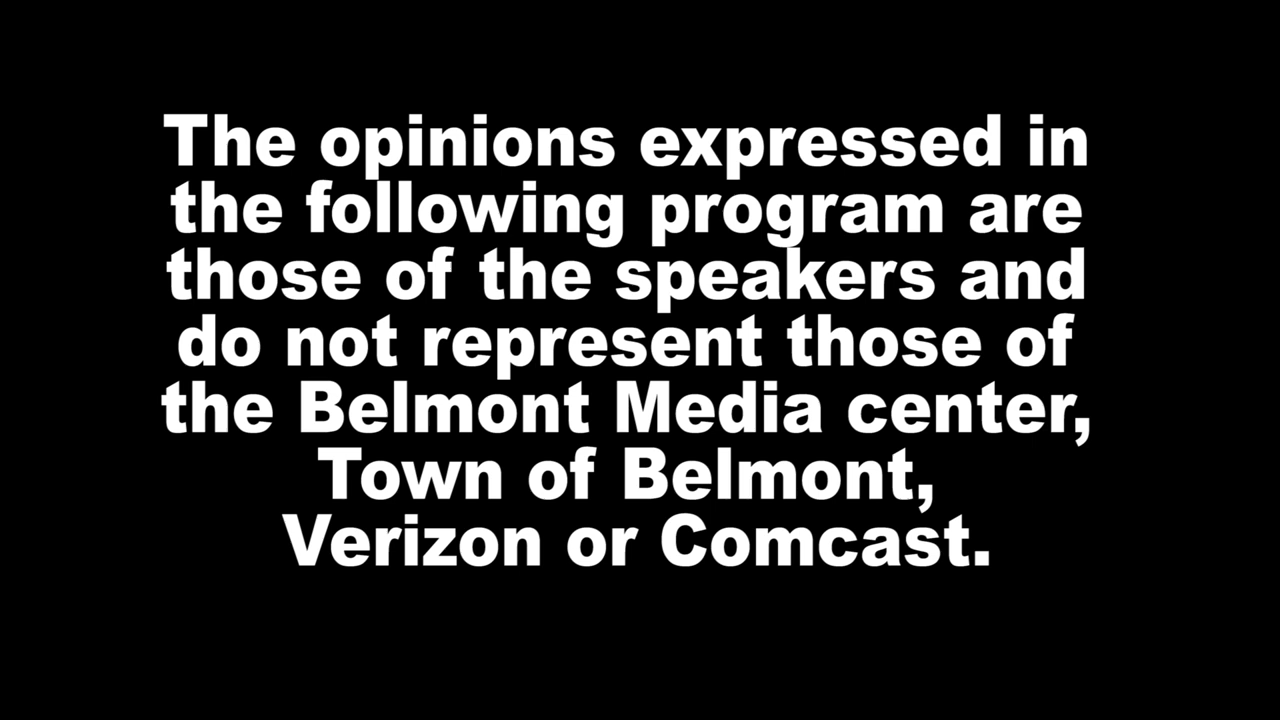 The opinions expressed in
the following program are
those of the speakers and
do not represent those of
the Belmont Media center,
Town of Belmont,
Verizon or Comcast.